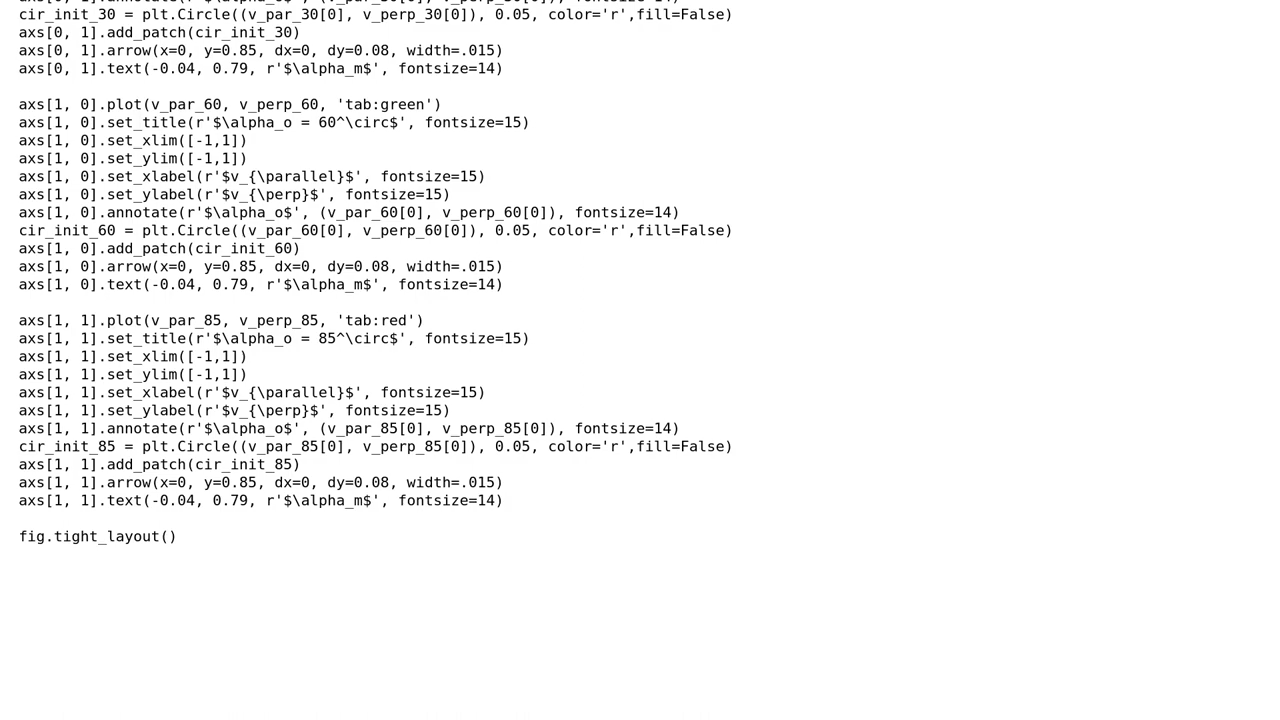 cir_init_30 = plt.Circle((v_par_30[0], v_perp_30[0]), 0.05, color='r',fill=False)
axs[0, 1].add_patch(cir_init_30)
axs[0, 1].arrow(x=0, y=0.85, dx=0, dy=0.08, width=.015)
axs[0, 1].text(-0.04, 0.79, r'$\alpha_m$', fontsize=14)

axs[1, 0].plot(v_par_60, v_perp_60, 'tab:green')
axs[1, 0].set_title(r'$\alpha_o = 60^\circ$', fontsize=15)
axs[1, 0].set_xlim([-1,1])
axs[1, 0].set_ylim([-1,1])
axs[1, 0].set_xlabel(r'$v_{\parallel}$', fontsize=15)
axs[1, 0].set_ylabel(r'$v_{\perp}$', fontsize=15)
axs[1, 0].annotate(r'$\alpha_o$', (v_par_60[0], v_perp_60[0]), fontsize=14)
cir_init_60 = plt.Circle((v_par_60[0], v_perp_60[0]), 0.05, color='r',fill=False)
axs[1, 0].add_patch(cir_init_60)
axs[1, 0].arrow(x=0, y=0.85, dx=0, dy=0.08, width=.015)
axs[1, 0].text(-0.04, 0.79, r'$\alpha_m$', fontsize=14)

axs[1, 1].plot(v_par_85, v_perp_85, 'tab:red')
axs[1, 1].set_title(r'$\alpha_o = 85^\circ$', fontsize=15)
axs[1, 1].set_xlim([-1,1])
axs[1, 1].set_ylim([-1,1])
axs[1, 1].set_xlabel(r'$v_{\parallel}$', fontsize=15)
axs[1, 1].set_ylabel(r'$v_{\perp}$', fontsize=15)
axs[1, 1].annotate(r'$\alpha_o$', (v_par_85[0], v_perp_85[0]), fontsize=14)
cir_init_85 = plt.Circle((v_par_85[0], v_perp_85[0]), 0.05, color='r',fill=False)
axs[1, 1].add_patch(cir_init_85)
axs[1, 1].arrow(x=0, y=0.85, dx=0, dy=0.08, width=.015)
axs[1, 1].text(-0.04, 0.79, r'$\alpha_m$', fontsize=14)

fig.tight_layout()